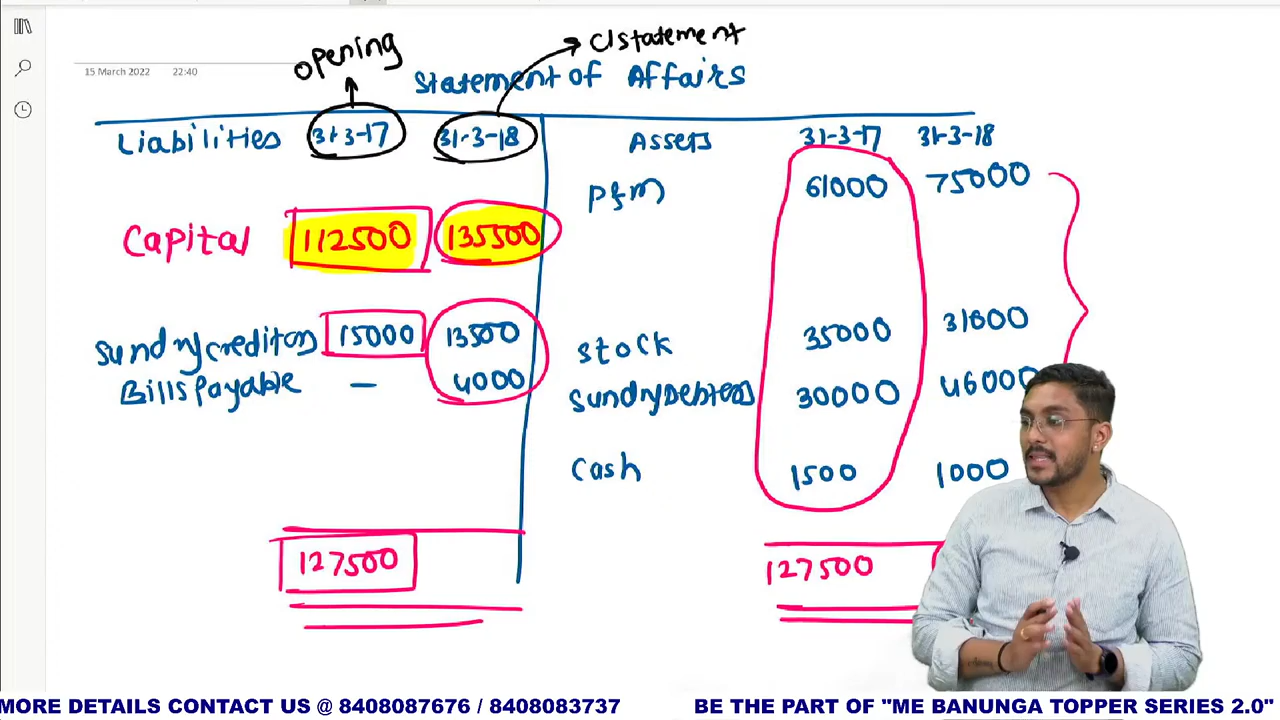 opening
Clstatement
15 March 2022 22:40
Statement of Affairs
Liabilities 31-3-17 31-3-18 Assets 31-3-17 31-3-18
P&M 61000 75000
Capital 112500 135500
Sundry creditors 15000 13500 Stock 35000 31000
Bills Payable — 4000 Sundry Debtors 30000 46000
Cash 1500 1000
127500 127500
MORE DETAILS CONTACT US @ 8408087676 / 8408083737 BE THE PART OF "ME BANUNGA TOPPER SERIES 2.0"